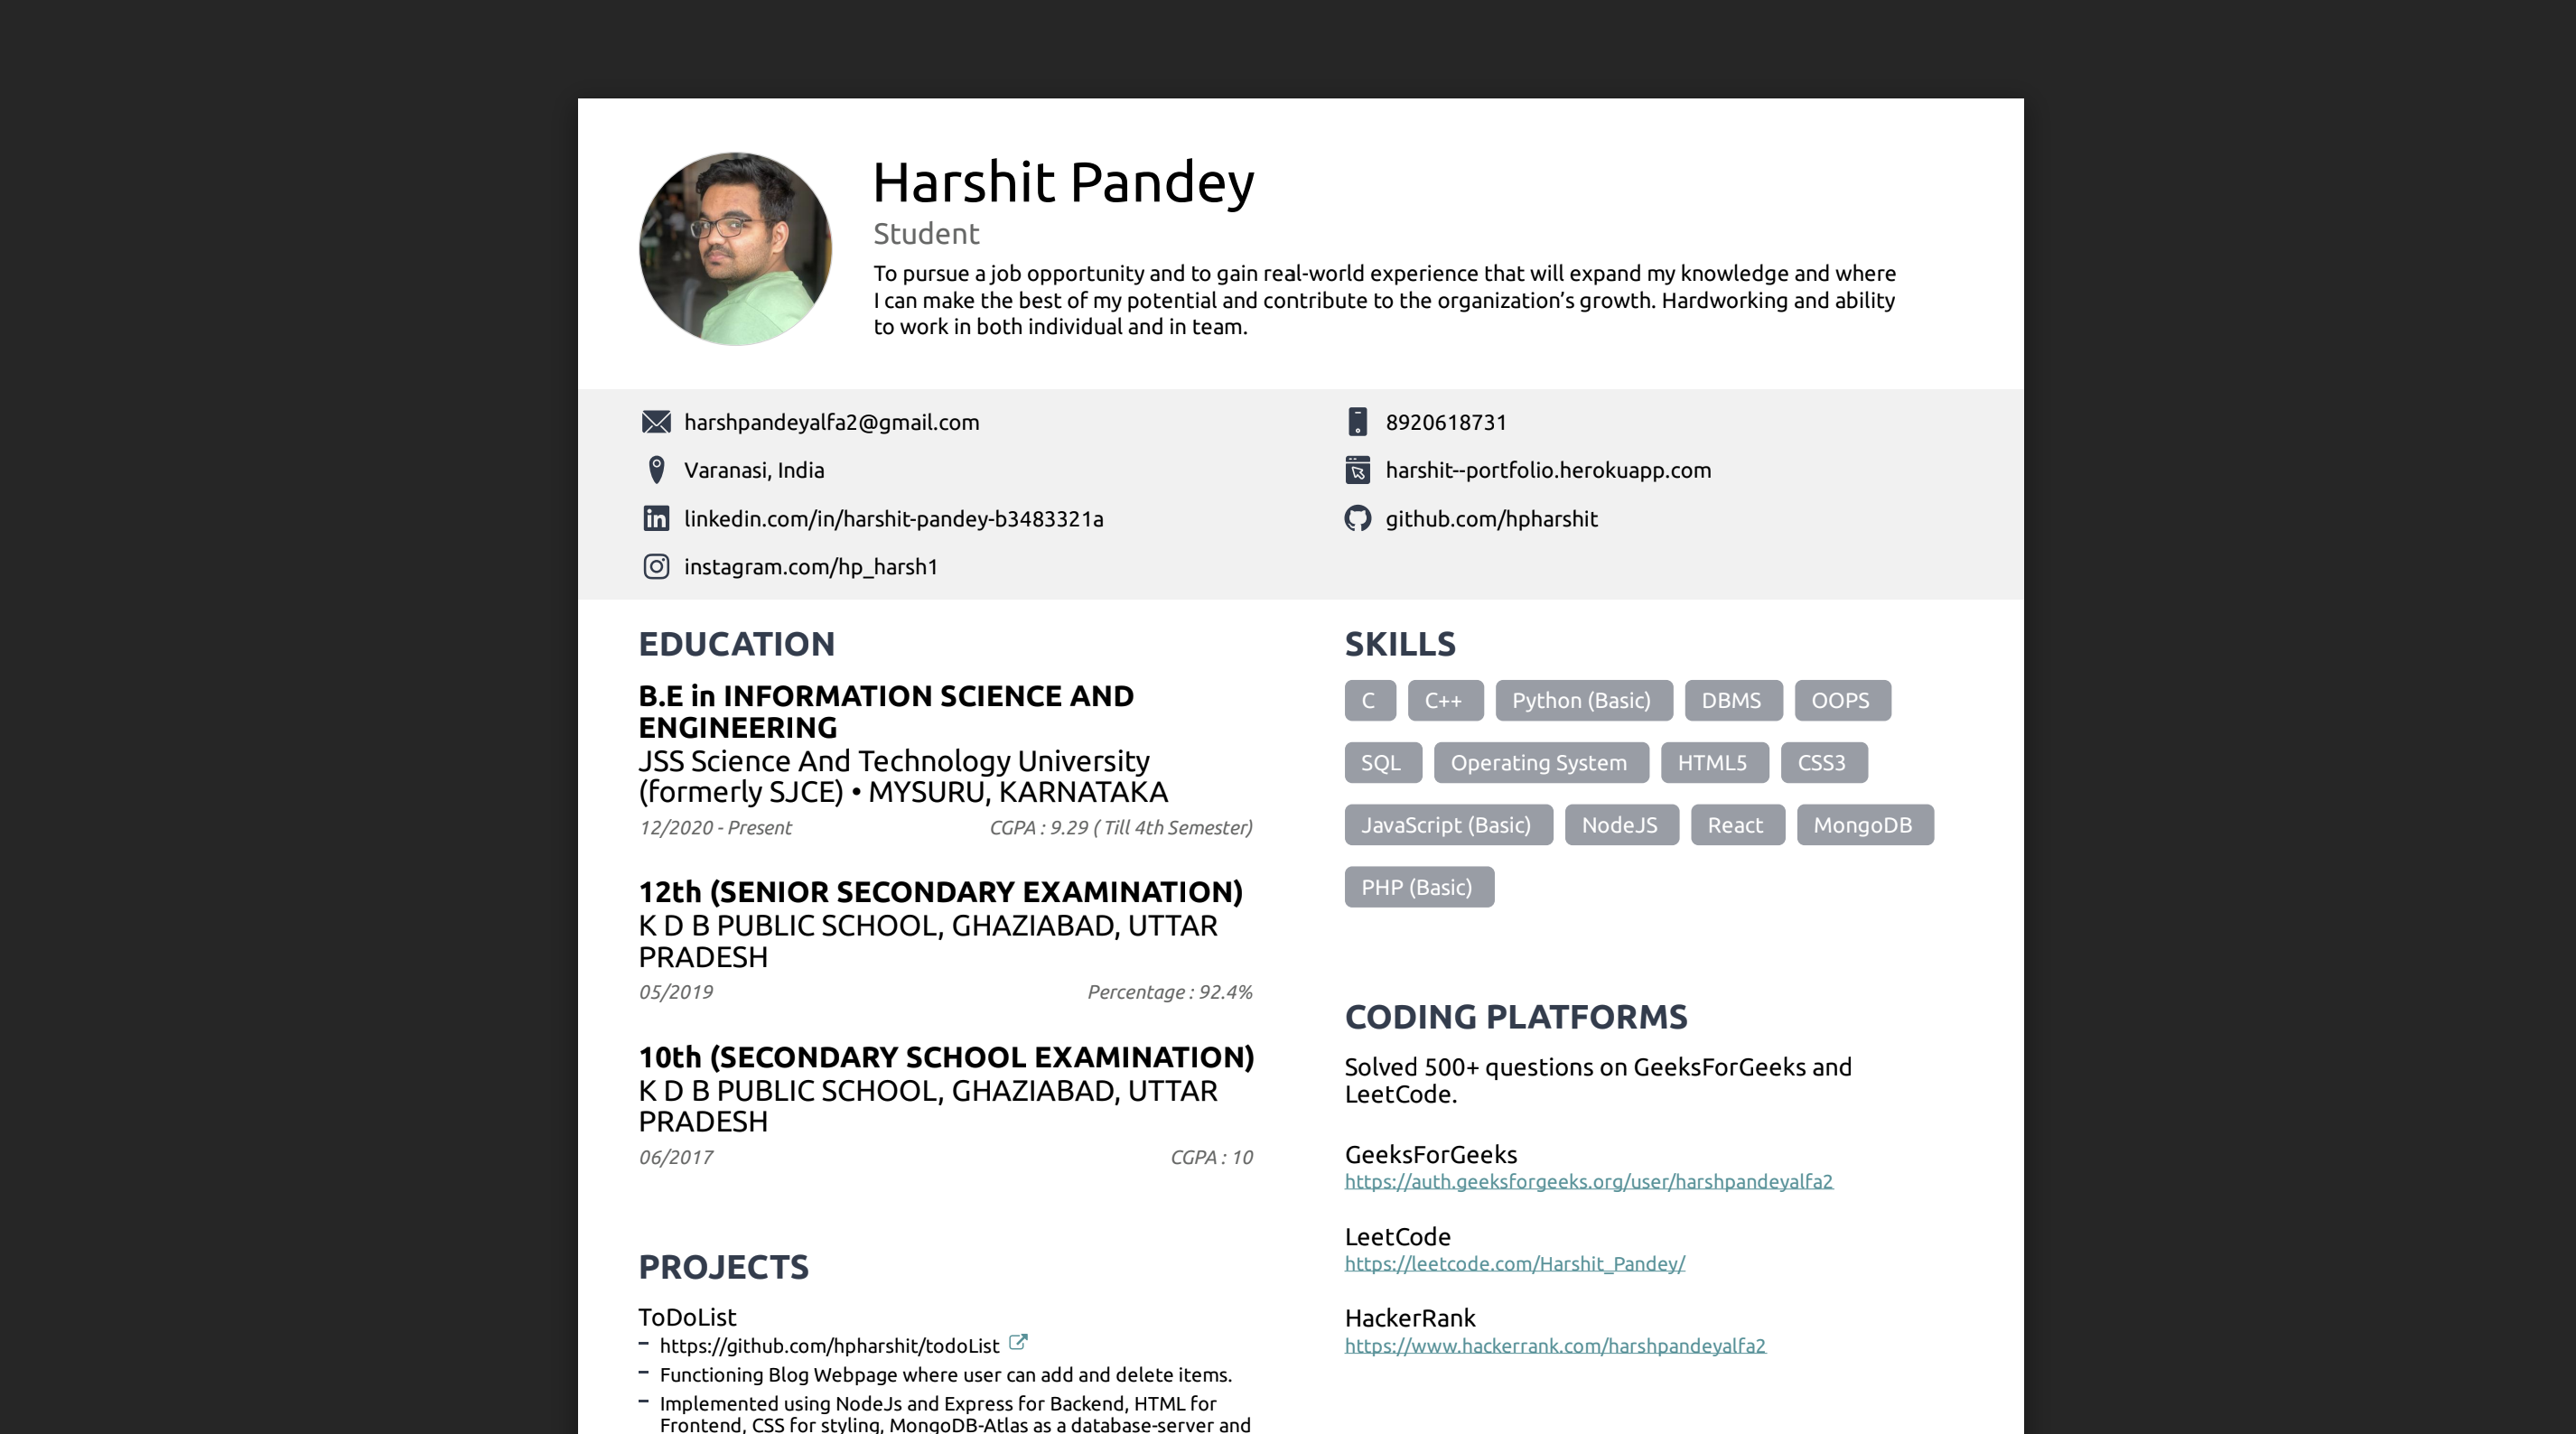 Harshit Pandey
Student
To pursue a job opportunity and to gain real-world experience that will expand my knowledge and where
I can make the best of my potential and contribute to the organization’s growth. Hardworking and ability
to work in both individual and in team.
harshpandeyalfa2@gmail.com
8920618731
Varanasi, India
harshit--portfolio.herokuapp.com
linkedin.com/in/harshit-pandey-b3483321a
github.com/hpharshit
instagram.com/hp_harsh1
EDUCATION
B.E in INFORMATION SCIENCE AND
ENGINEERING
JSS Science And Technology University
(formerly SJCE) • MYSURU, KARNATAKA
12/2020 - Present CGPA : 9.29 ( Till 4th Semester)
12th (SENIOR SECONDARY EXAMINATION)
K D B PUBLIC SCHOOL, GHAZIABAD, UTTAR
PRADESH
05/2019 Percentage : 92.4%
10th (SECONDARY SCHOOL EXAMINATION)
K D B PUBLIC SCHOOL, GHAZIABAD, UTTAR
PRADESH
06/2017 CGPA : 10
PROJECTS
ToDoList
– https://github.com/hpharshit/todoList
– Functioning Blog Webpage where user can add and delete items.
– Implemented using NodeJs and Express for Backend, HTML for
Frontend, CSS for styling, MongoDB-Atlas as a database-server and
SKILLS
C C++ Python (Basic) DBMS OOPS
SQL Operating System HTML5 CSS3
JavaScript (Basic) NodeJS React MongoDB
PHP (Basic)
CODING PLATFORMS
Solved 500+ questions on GeeksForGeeks and
LeetCode.
GeeksForGeeks
https://auth.geeksforgeeks.org/user/harshpandeyalfa2
LeetCode
https://leetcode.com/Harshit_Pandey/
HackerRank
https://www.hackerrank.com/harshpandeyalfa2